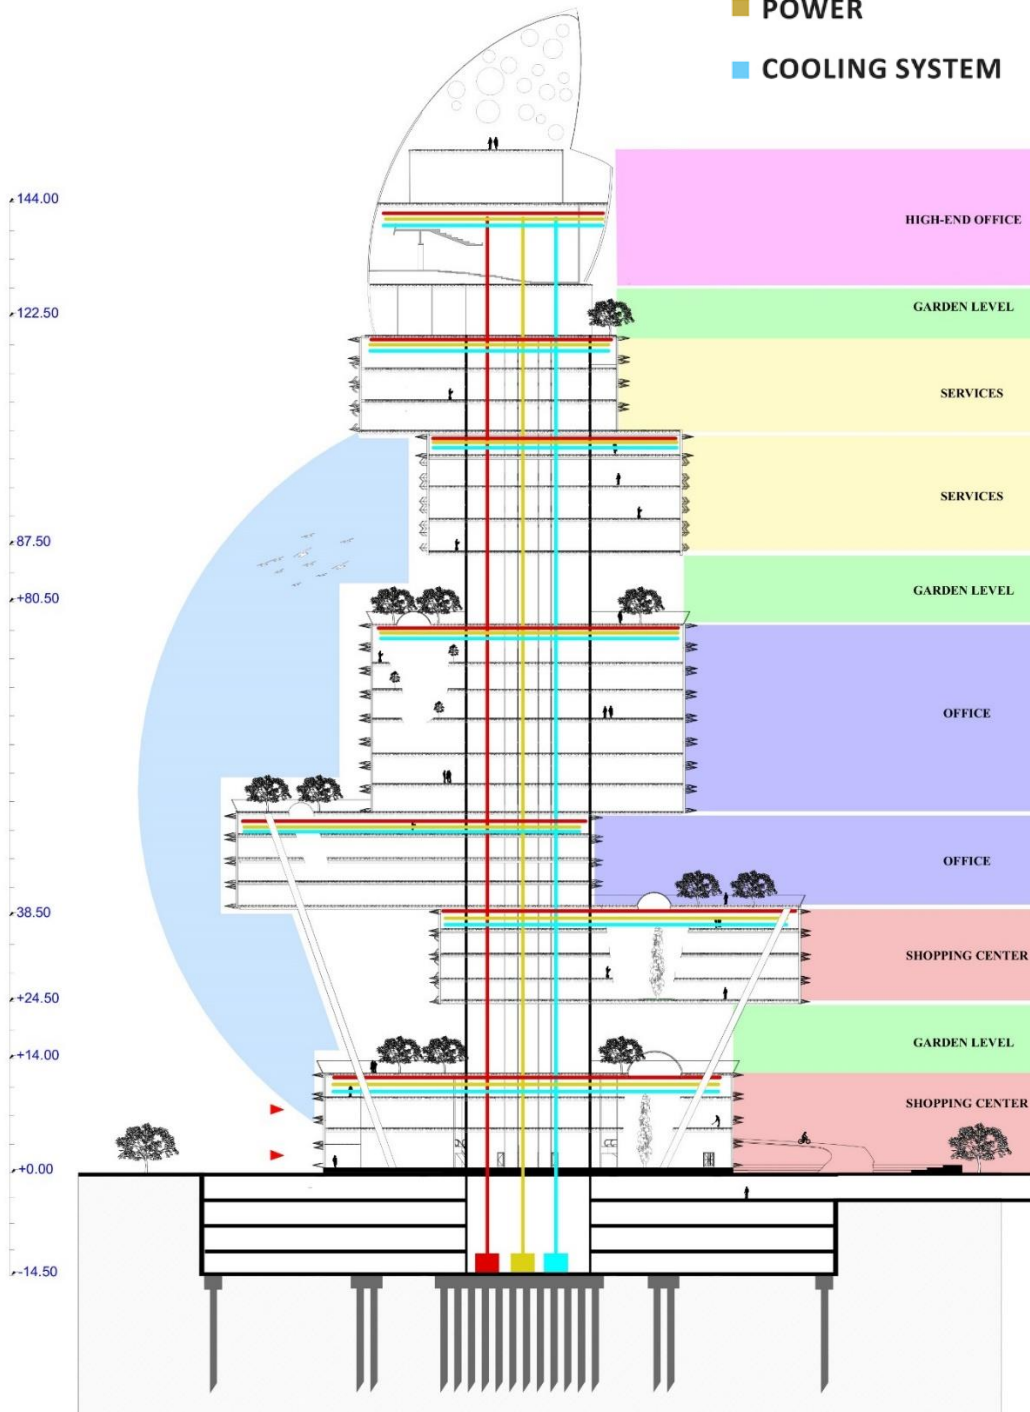 POWER
COOLING SYSTEM
144.00
HIGH-END OFFICE
122.50
GARDEN LEVEL
SERVICES
SERVICES
87.50
+80.50
GARDEN LEVEL
OFFICE
OFFICE
38.50
SHOPPING CENTER
+24.50
GARDEN LEVEL
+14.00
SHOPPING CENTER
+0.00
-14.50